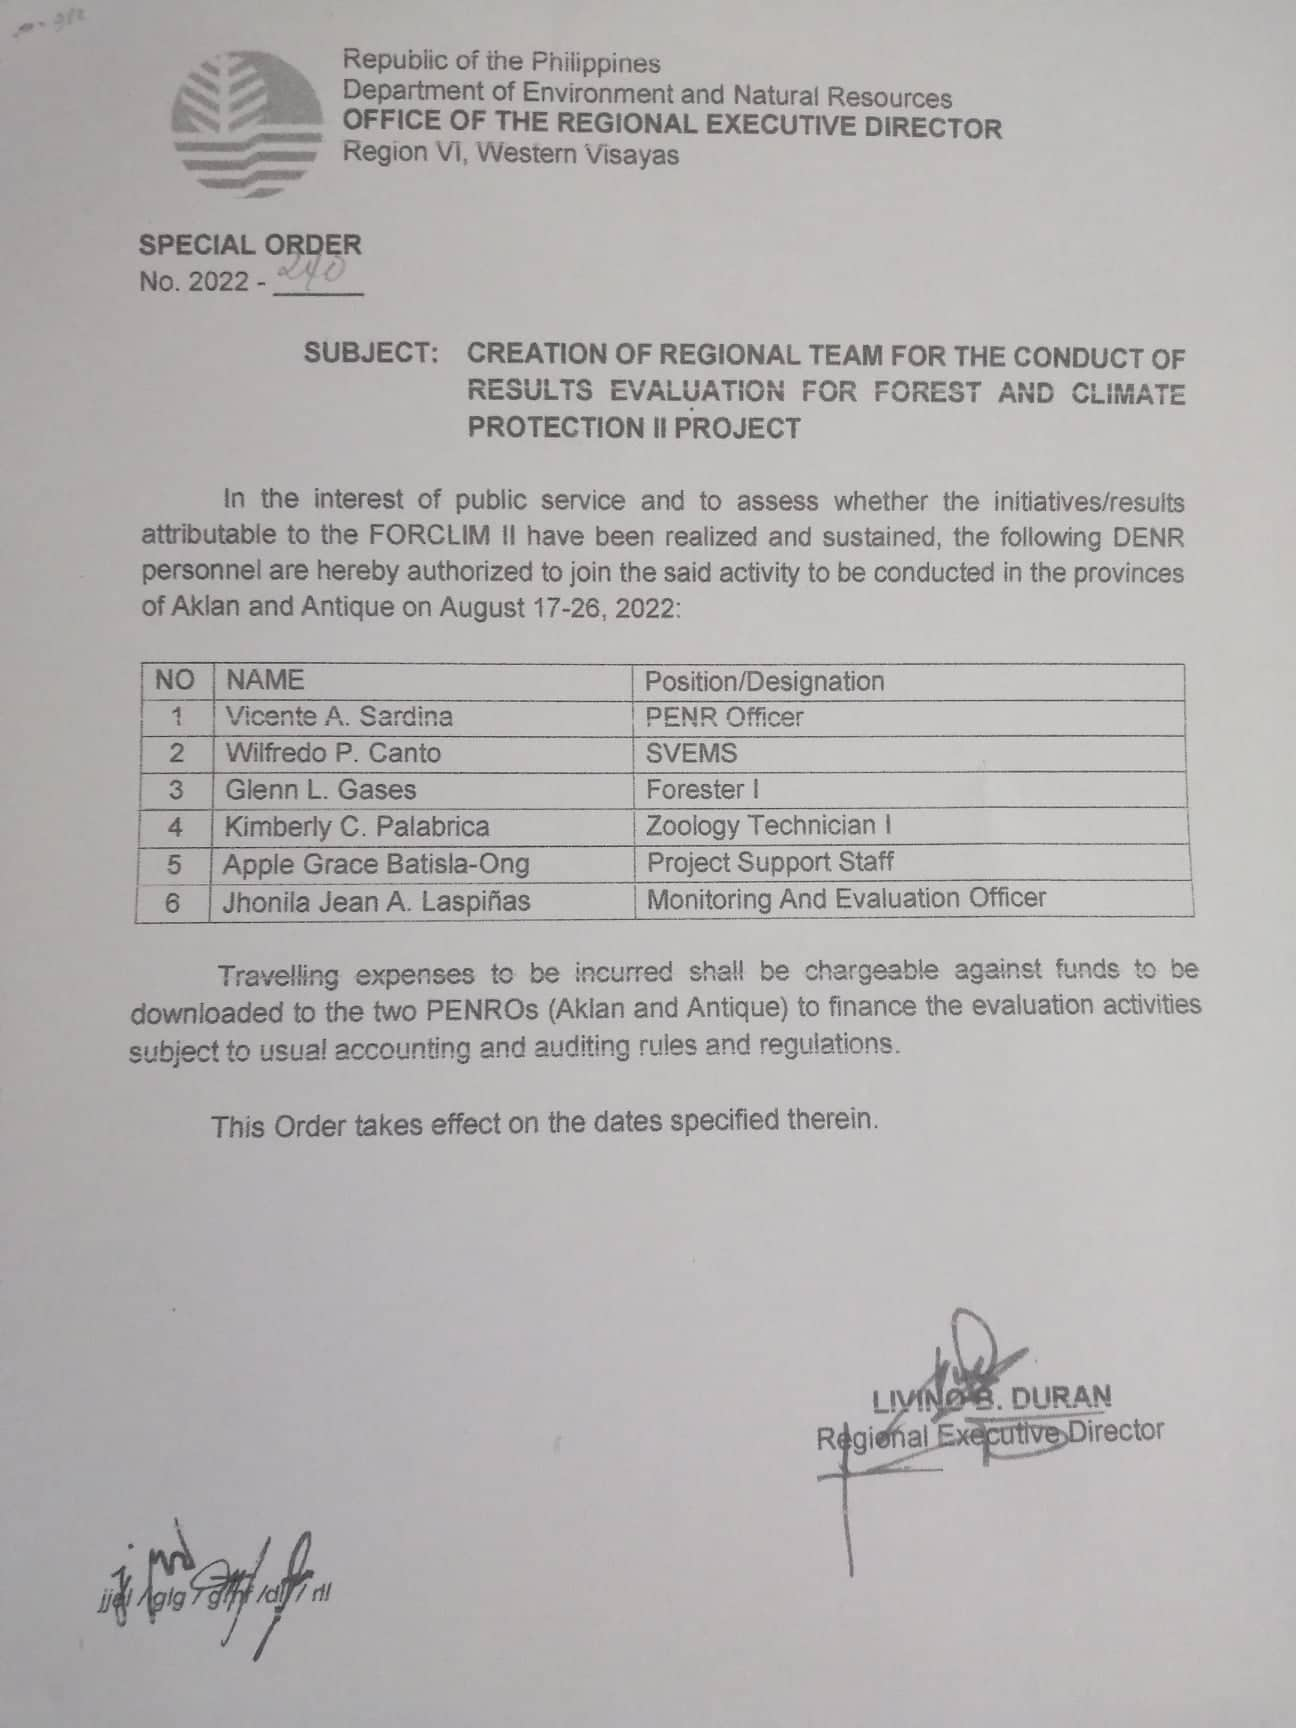 Republic of the Philippines
Department of Environment and Natural Resources
OFFICE OF THE REGIONAL EXECUTIVE DIRECTOR
Region VI, Western Visayas
SPECIAL ORDER
No. 2022 - 240
SUBJECT: CREATION OF REGIONAL TEAM FOR THE CONDUCT OF
RESULTS EVALUATION FOR FOREST AND CLIMATE
PROTECTION II PROJECT
In the interest of public service and to assess whether the initiatives/results
attributable to the FORCLIM II have been realized and sustained, the following DENR
personnel are hereby authorized to join the said activity to be conducted in the provinces
of Aklan and Antique on August 17-26, 2022:
NO NAME Position/Designation
1 Vicente A. Sardina PENR Officer
2 Wilfredo P. Canto SVEMS
3 Glenn L. Gases Forester I
4 Kimberly C. Palabrica Zoology Technician I
5 Apple Grace Batisla-Ong Project Support Staff
6 Jhonila Jean A. Laspiñas Monitoring And Evaluation Officer
Travelling expenses to be incurred shall be chargeable against funds to be
downloaded to the two PENROs (Aklan and Antique) to finance the evaluation activities
subject to usual accounting and auditing rules and regulations.
This Order takes effect on the dates specified therein.
LIVINO B. DURAN
Regional Executive Director
/glg